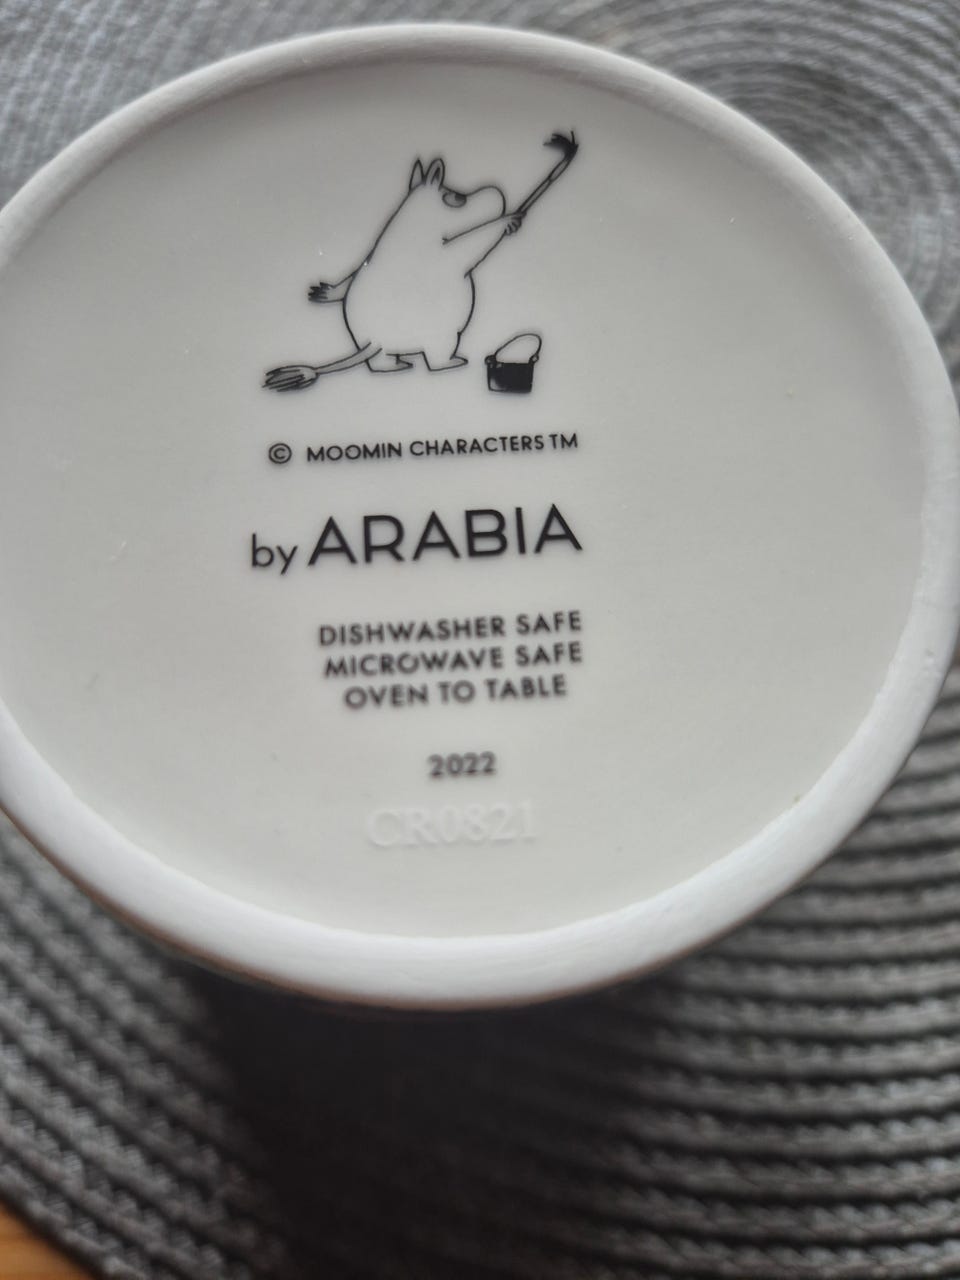 © MOOMIN CHARACTERS TM
by ARABIA
DISHWASHER SAFE
MICROWAVE SAFE
OVEN TO TABLE
2022
CR0821